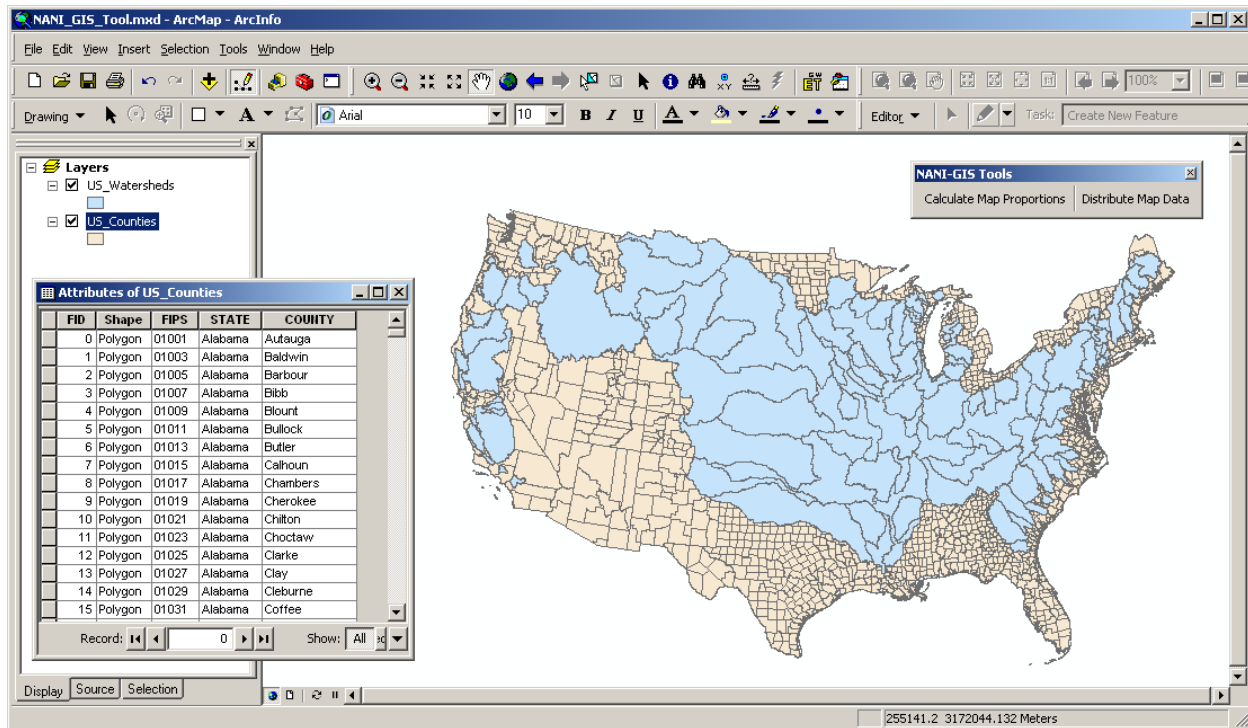 NANI_GIS_Tool.mxd - ArcMap - ArcInfo
File Edit View Insert Selection Tools Window Help
100%
Drawing A Arial 10 B I U A Editor Task: Create New Feature
Layers
US_Watersheds
US_Counties
NANI-GIS Tools
Calculate Map Proportions Distribute Map Data
Attributes of US_Counties
FID Shape FIPS STATE COUNTY
0 Polygon 01001 Alabama Autauga
1 Polygon 01003 Alabama Baldwin
2 Polygon 01005 Alabama Barbour
3 Polygon 01007 Alabama Bibb
4 Polygon 01009 Alabama Blount
5 Polygon 01011 Alabama Bullock
6 Polygon 01013 Alabama Butler
7 Polygon 01015 Alabama Calhoun
8 Polygon 01017 Alabama Chambers
9 Polygon 01019 Alabama Cherokee
10 Polygon 01021 Alabama Chilton
11 Polygon 01023 Alabama Choctaw
12 Polygon 01025 Alabama Clarke
13 Polygon 01027 Alabama Clay
14 Polygon 01029 Alabama Cleburne
15 Polygon 01031 Alabama Coffee
Record: 0 Show: All
Display Source Selection
255141.2 3172044.132 Meters